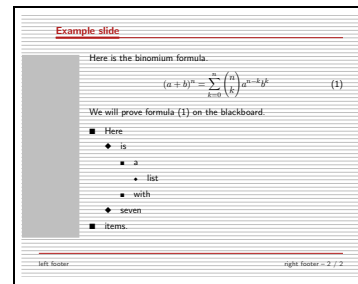 Example slide
Here is the binomium formula.
(a + b)^n = \sum_{k=0}^{n} \binom{n}{k} a^{n-k} b^k (1)
We will prove formula (1) on the blackboard.
■ Here
◆ is
■ a
◆ list
■ with
◆ seven
■ items.
left footer
right footer – 2 / 2